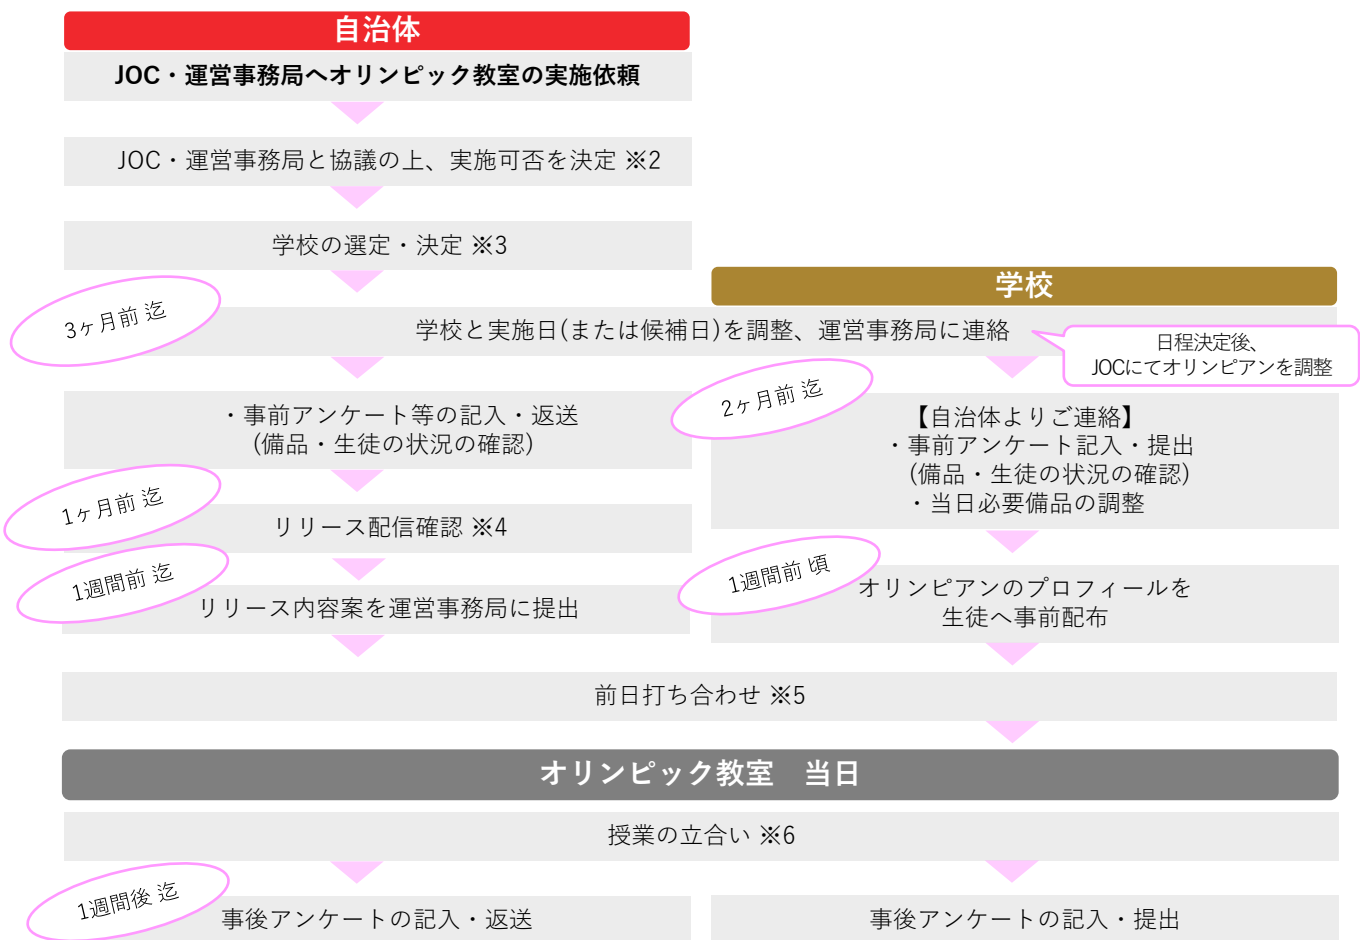 自治体
JOC・運営事務局へオリンピック教室の実施依頼
JOC・運営事務局と協議の上、実施可否を決定 ※2
学校の選定・決定 ※3
学校
3ヶ月前 迄
学校と実施日(または候補日)を調整、運営事務局に連絡
日程決定後、
JOCにてオリンピアンを調整
・事前アンケート等の記入・返送
(備品・生徒の状況の確認)
2ヶ月前 迄
【自治体よりご連絡】
・事前アンケート記入・提出
(備品・生徒の状況の確認)
・当日必要備品の調整
1ヶ月前 迄
リリース配信確認 ※4
1週間前 迄
リリース内容案を運営事務局に提出
1週間前 頃
オリンピアンのプロフィールを
生徒へ事前配布
前日打ち合わせ ※5
オリンピック教室　当日
授業の立合い ※6
1週間後 迄
事後アンケートの記入・返送
事後アンケートの記入・提出